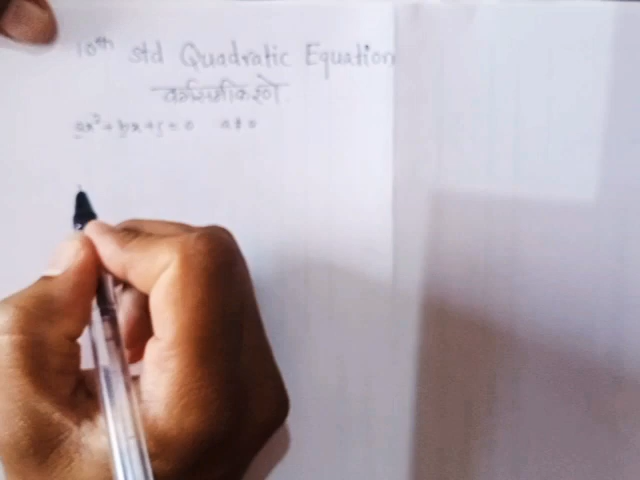 10th std Quadratic Equation
वर्गसमीकरणे
ax² + bx + c = 0 a ≠ 0